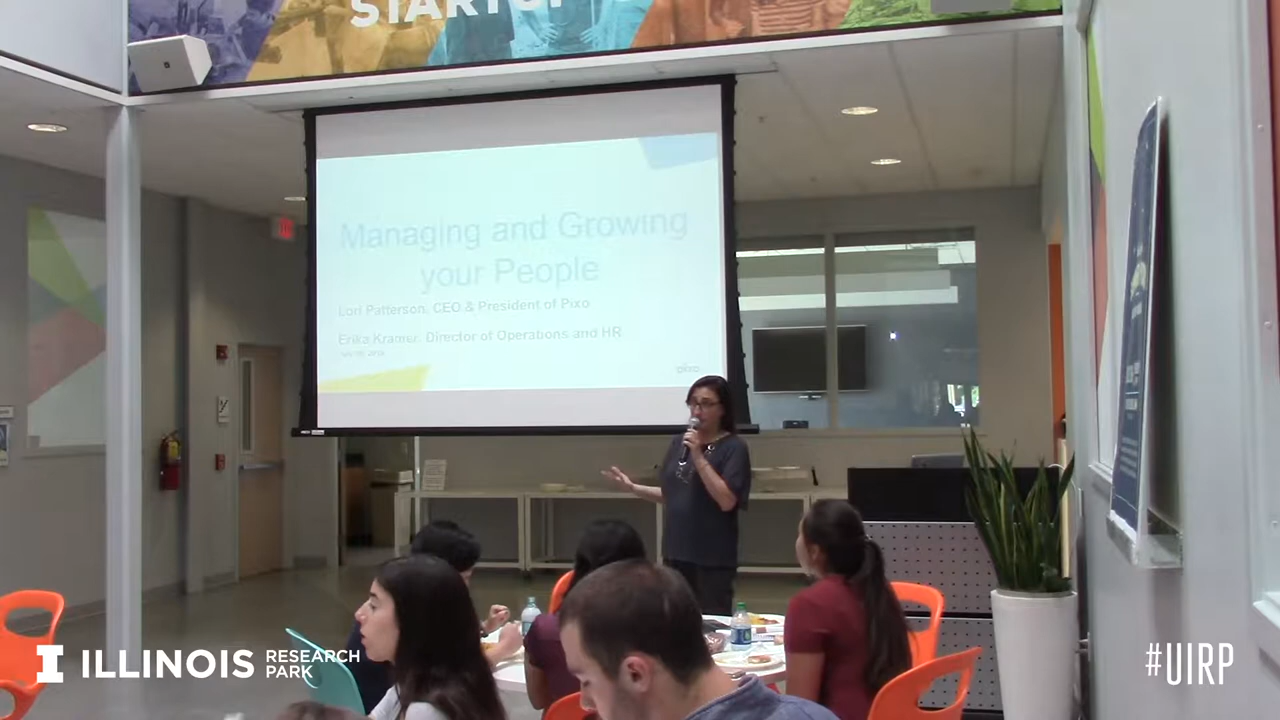 STARTUP
Managing and Growing
your People
Lori Patterson, CEO & President of Pixo
Erika Kramer, Director of Operations and HR
pixo
ILLINOIS RESEARCH
PARK
#UIRP